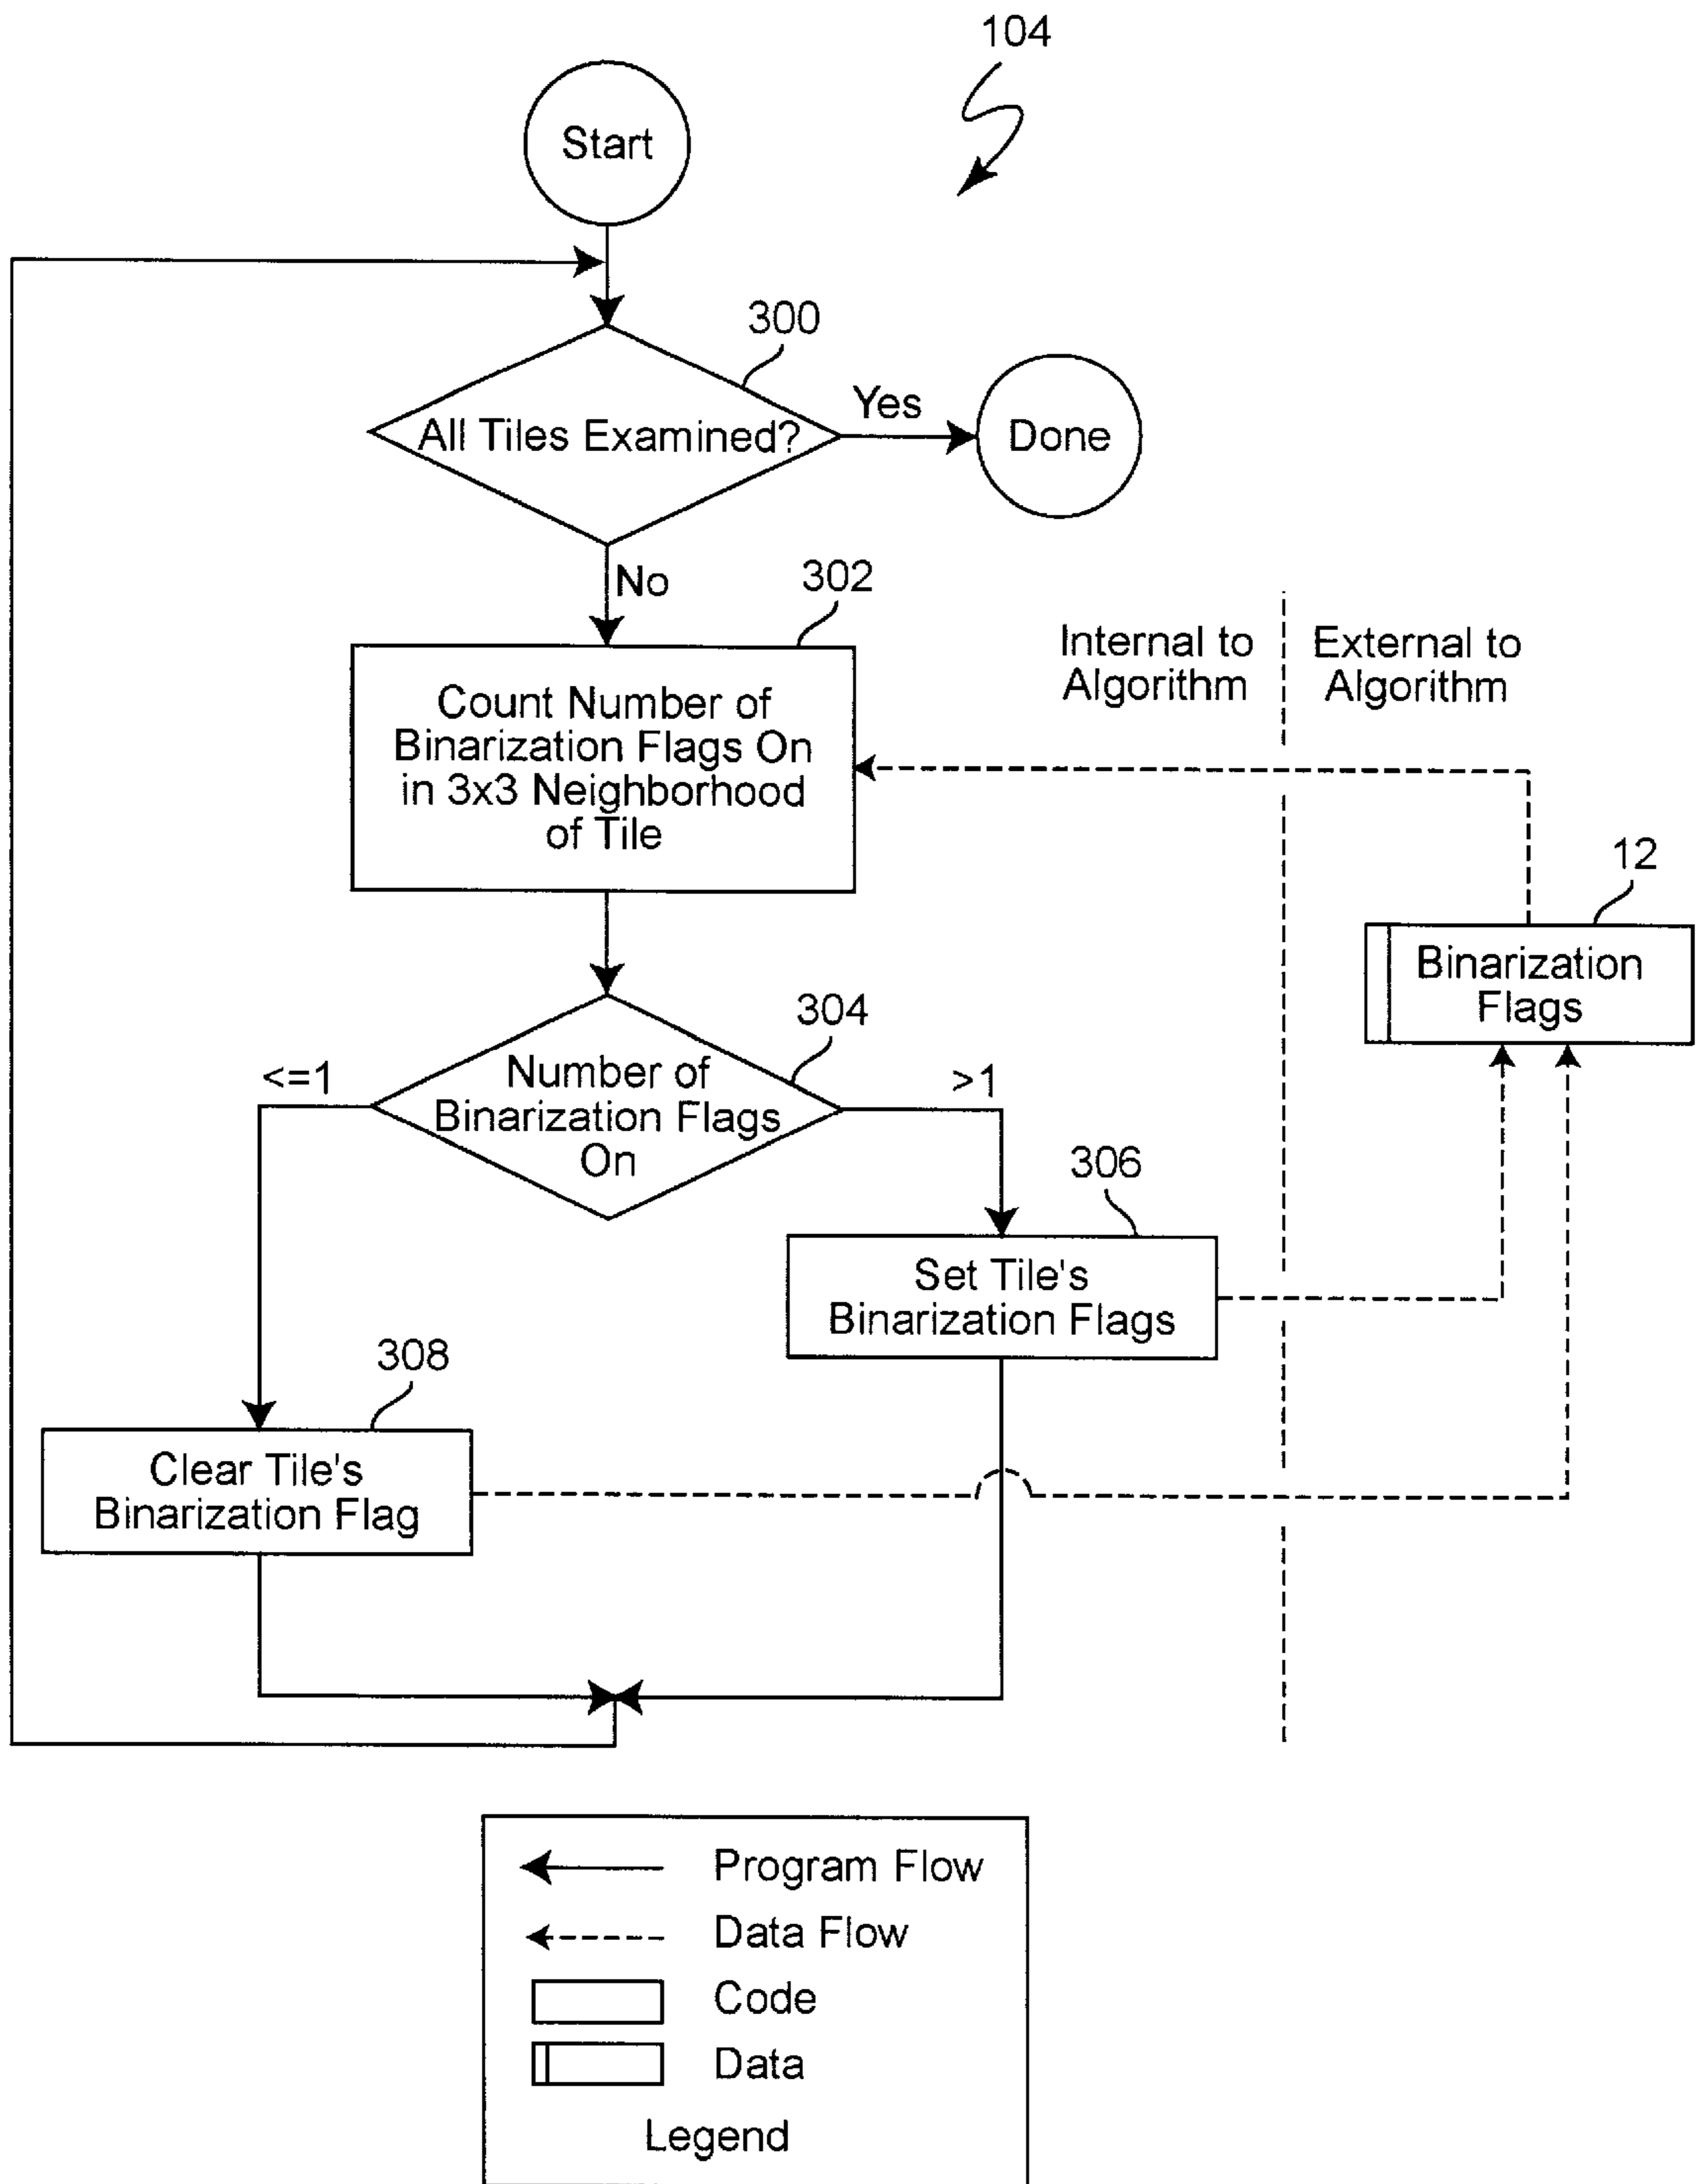 104
Start
300
All Tiles Examined?
Yes
Done
No
302
Count Number of
Binarization Flags On
in 3x3 Neighborhood
of Tile
Internal to
Algorithm
External to
Algorithm
12
Binarization
Flags
304
<=1
Number of
Binarization Flags
On
>1
306
Set Tile's
Binarization Flags
308
Clear Tile's
Binarization Flag
Program Flow
Data Flow
Code
Data
Legend